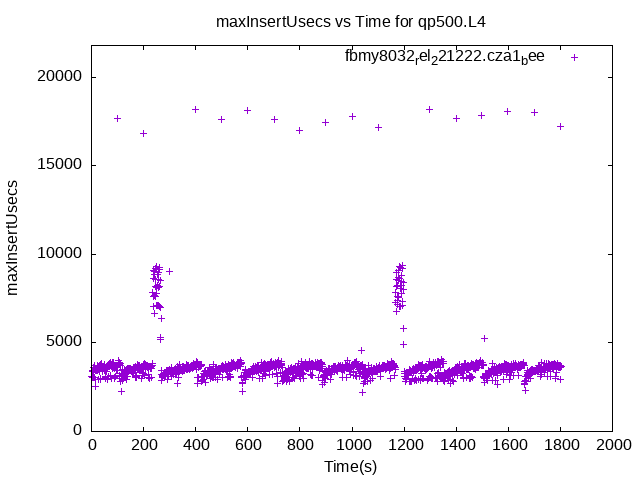 maxInsertUsecs vs Time for qp500.L4
fbmy8032rel221222.cza1bee
20000
15000
10000
5000
0
maxInsertUsecs
0 200 400 600 800 1000 1200 1400 1600 1800 2000
Time(s)